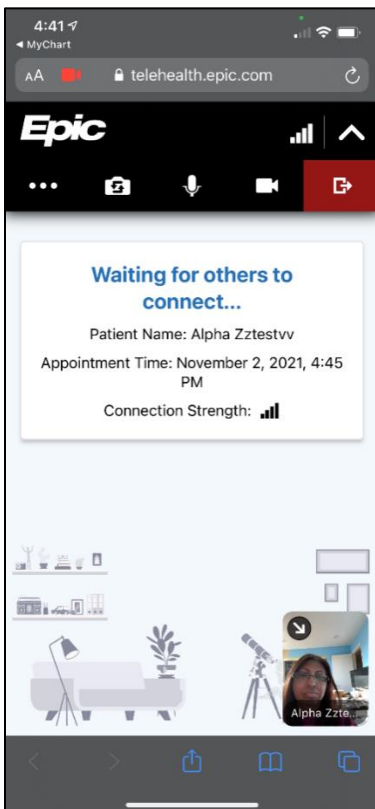 4:41
MyChart
AA telehealth.epic.com
Epic
Waiting for others to
connect...
Patient Name: Alpha Zztestvv
Appointment Time: November 2, 2021, 4:45
PM
Connection Strength:
Alpha Zzte...